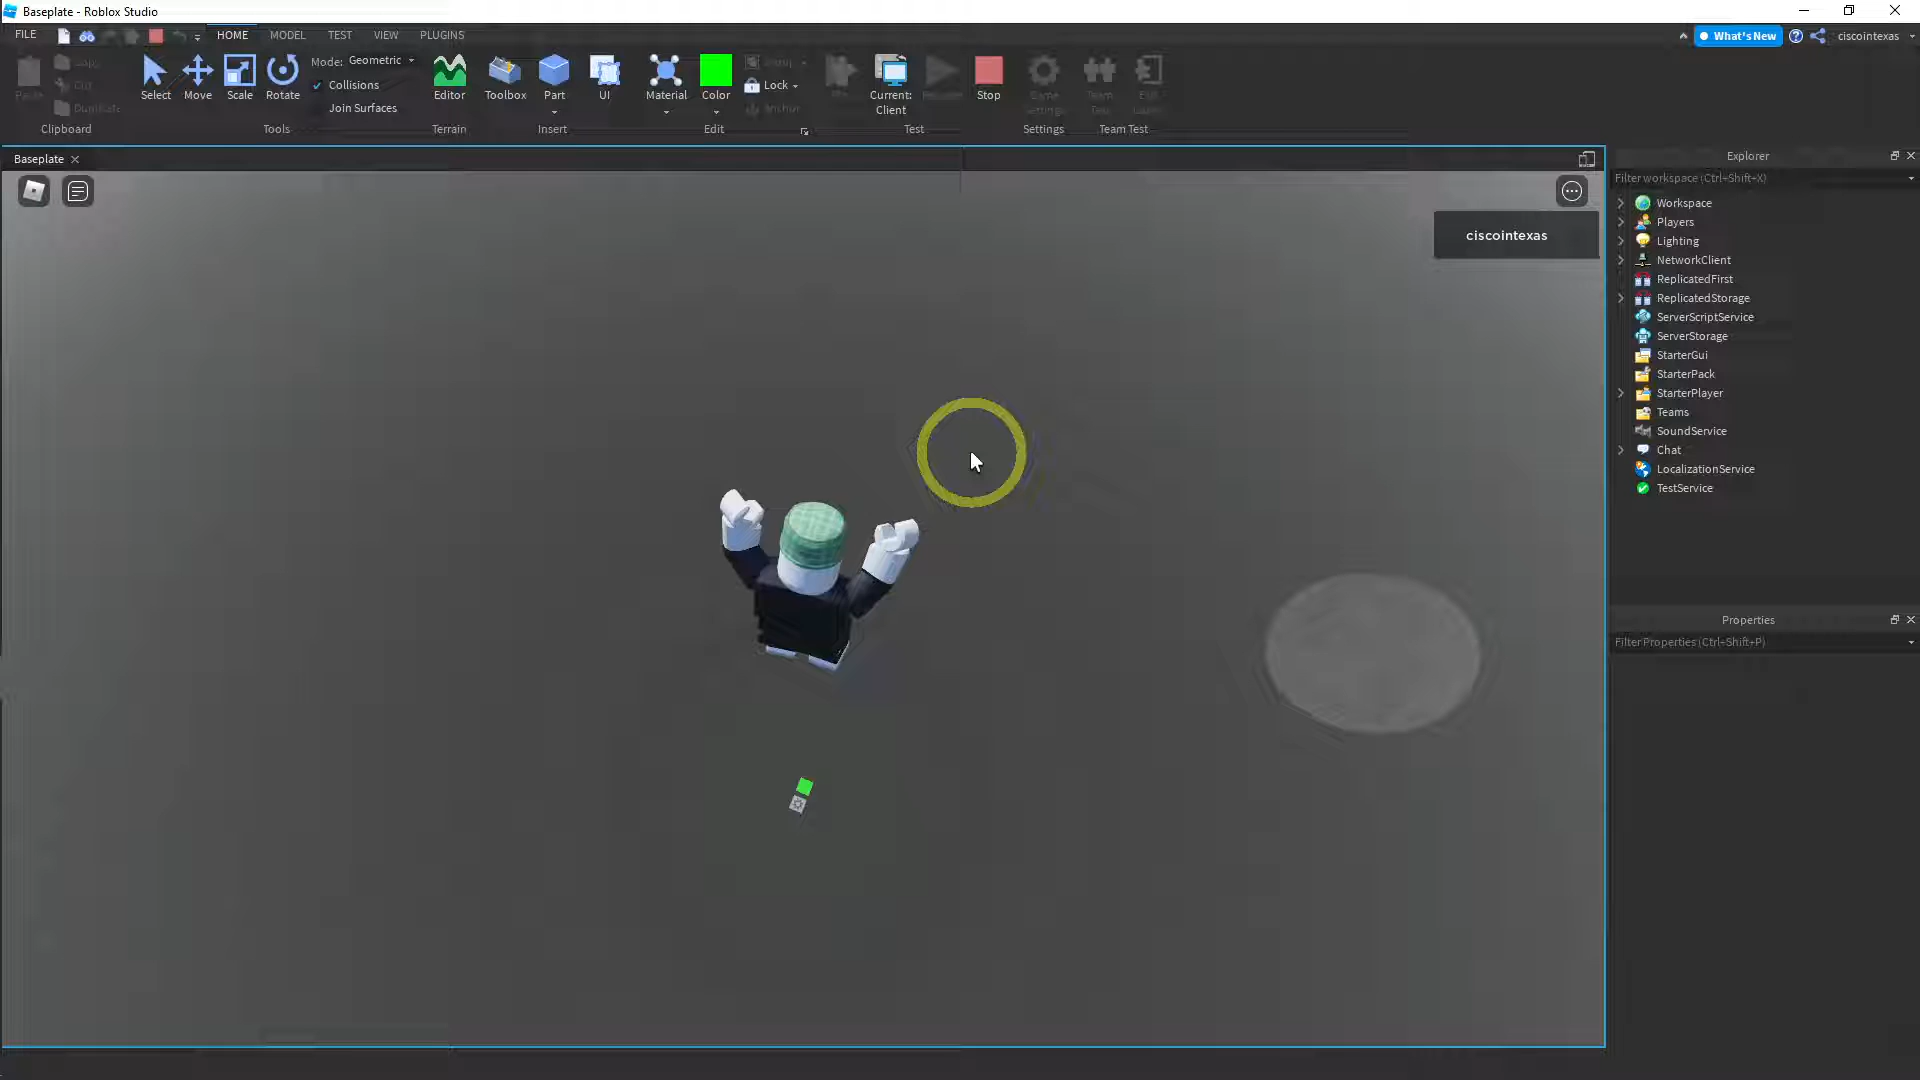 Baseplate - Roblox Studio
FILE HOME MODEL TEST VIEW PLUGINS What's New ciscointexas
Mode: Geometric
Collisions
Join Surfaces
Duplicate
Select Move Scale Rotate Editor Toolbox Part UI Material Color Lock Anchor Current: Client Stop
Clipboard Tools Terrain Insert Edit Test Settings Team Test
Baseplate
ciscointexas
Explorer
Filter workspace (Ctrl+Shift+X)
Workspace
Players
Lighting
NetworkClient
ReplicatedFirst
ReplicatedStorage
ServerScriptService
ServerStorage
StarterGui
StarterPack
StarterPlayer
Teams
SoundService
Chat
LocalizationService
TestService
Properties
Filter Properties (Ctrl+Shift+P)